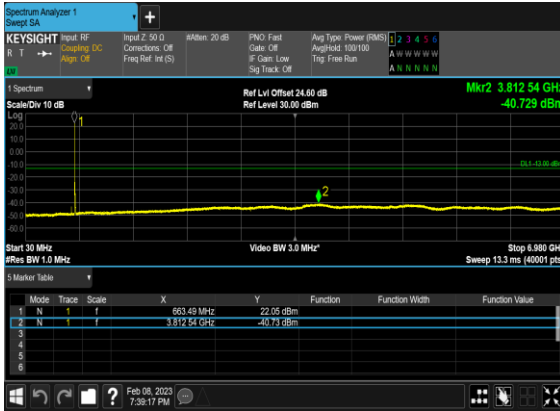 Spectrum Analyzer 1
Swept SA
+
KEYSIGHT Input: RF Input Z: 50 Ω #Atten: 20 dB PNO: Fast Avg Type: Power (RMS) 1 2 3 4 5 6
R T Coupling: DC Corrections: Off Gate: Off Avg|Hold: 100/100 A W W W W W
Align: Off Freq Ref: Int (S) IF Gain: Low Trig: Free Run
Sig Track: Off A N N N N N
1 Spectrum Ref Lvl Offset 24.60 dB Mkr2 3.812 54 GHz
Scale/Div 10 dB Ref Level 30.00 dBm -40.729 dBm
Log
20.0
10.0
0.00
-10.0
DL1 -13.00 dBm
-20.0
-30.0
-40.0
-50.0
-60.0
1
2
Start 30 MHz Video BW 3.0 MHz* Stop 6.980 GHz
#Res BW 1.0 MHz Sweep 13.3 ms (40001 pts)
5 Marker Table
Mode Trace Scale X Y Function Function Width Function Value
1 N 1 f 663.49 MHz 22.05 dBm
2 N 1 f 3.812 54 GHz -40.73 dBm
3
4
5
6
? Feb 08, 2023
7:39:17 PM